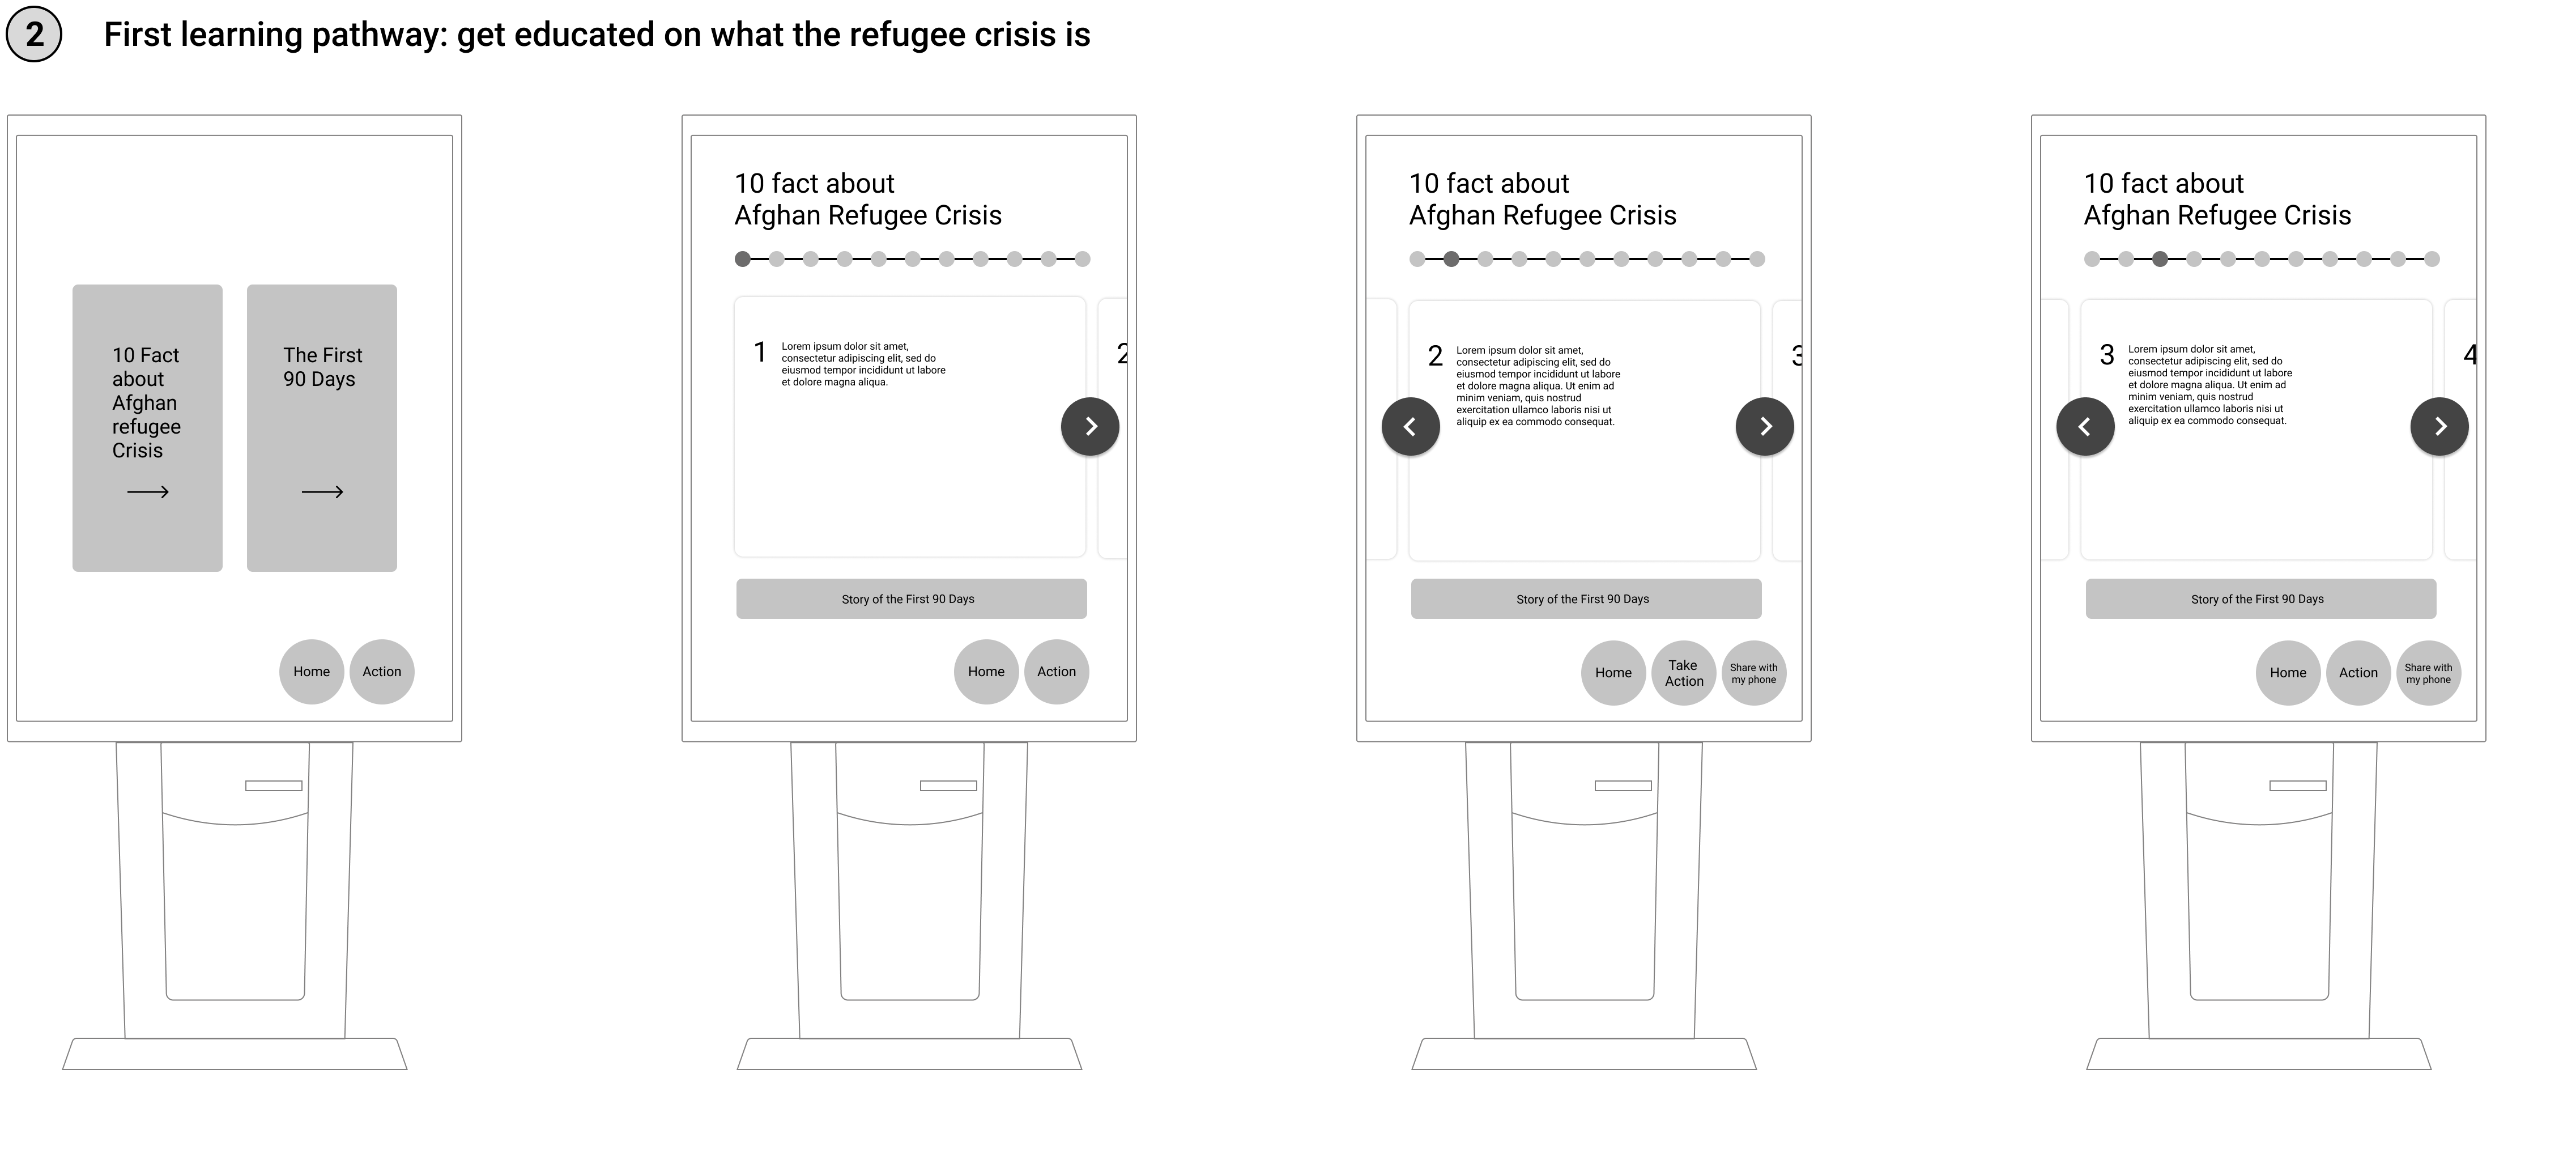 2
First learning pathway: get educated on what the refugee crisis is
10 Fact
about
Afghan
refugee
Crisis
The First
90 Days
Home
Action
10 fact about
Afghan Refugee Crisis
1
Lorem ipsum dolor sit amet,
consectetur adipiscing elit, sed do
eiusmod tempor incididunt ut labore
et dolore magna aliqua.
2
Story of the First 90 Days
Home
Action
10 fact about
Afghan Refugee Crisis
2
Lorem ipsum dolor sit amet,
consectetur adipiscing elit, sed do
eiusmod tempor incididunt ut labore
et dolore magna aliqua. Ut enim ad
minim veniam, quis nostrud
exercitation ullamco laboris nisi ut
aliquip ex ea commodo consequat.
3
Story of the First 90 Days
Home
Take
Action
Share with
my phone
10 fact about
Afghan Refugee Crisis
3
Lorem ipsum dolor sit amet,
consectetur adipiscing elit, sed do
eiusmod tempor incididunt ut labore
et dolore magna aliqua. Ut enim ad
minim veniam, quis nostrud
exercitation ullamco laboris nisi ut
aliquip ex ea commodo consequat.
4
Story of the First 90 Days
Home
Action
Share with
my phone